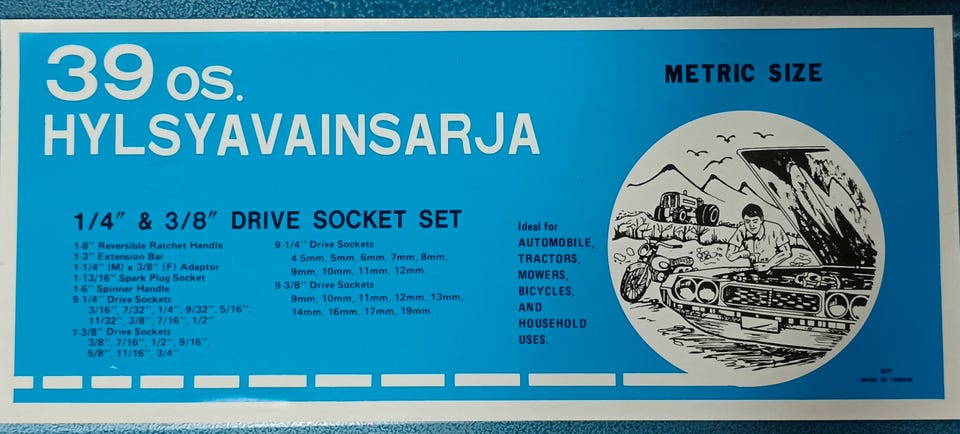 39 os.
HYLSYAVAINSARJA
METRIC SIZE
1/4" & 3/8" DRIVE SOCKET SET
1-8" Reversible Ratchet Handle
1-3" Extension Bar
1-1/4" (M) x 3/8" (F) Adaptor
1-13/16" Spark Plug Socket
1-6" Spinner Handle
9-1/4" Drive Sockets
3/16", 7/32", 1/4", 9/32", 5/16",
11/32", 3/8", 7/16", 1/2".
7-3/8" Drive Sockets
3/8", 7/16", 1/2", 9/16",
5/8", 11/16", 3/4".
9-1/4" Drive Sockets
4.5mm, 5mm, 6mm, 7mm, 8mm,
9mm, 10mm, 11mm, 12mm.
9-3/8" Drive Sockets
9mm, 10mm, 11mm, 12mm, 13mm,
14mm, 16mm, 17mm, 19mm.
Ideal for
AUTOMOBILE,
TRACTORS,
MOWERS,
BICYCLES,
AND
HOUSEHOLD
USES.
MADE IN TAIWAN